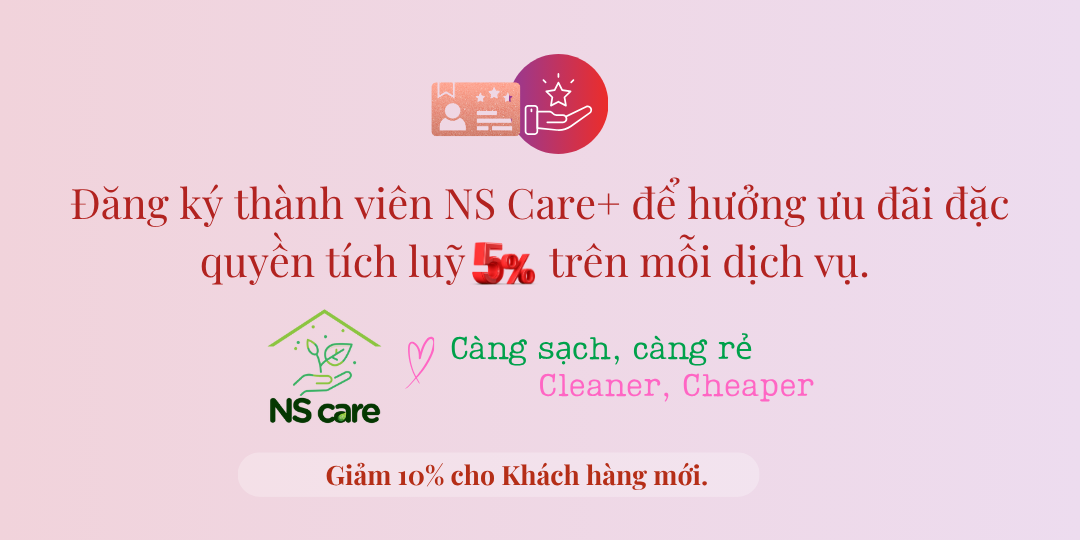 Đăng ký thành viên NS Care+ để hưởng ưu đãi đặc
quyền tích luỹ 5% trên mỗi dịch vụ.
Càng sạch, càng rẻ
Cleaner, Cheaper
NS care
Giảm 10% cho Khách hàng mới.